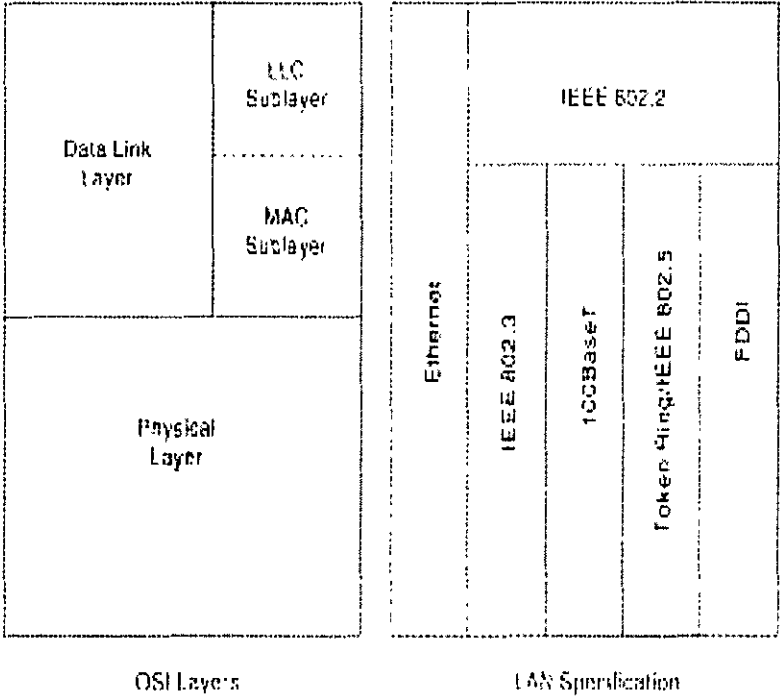 LLC
Sublayer
IEEE 802.2
Data Link
Layer
MAC
Sublayer
Ethernet
IEEE 802.3
100BaseT
Token Ring/IEEE 802.5
FDDI
Physical
Layer
OSI Layers
LAN Specification